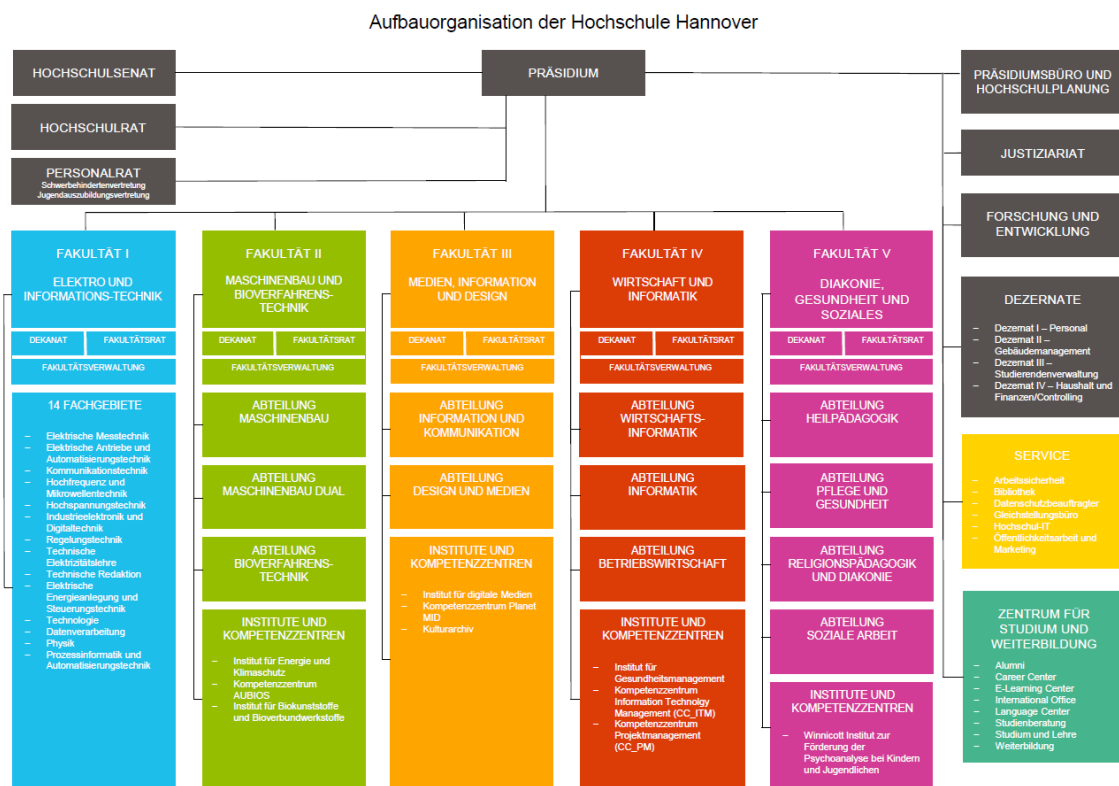 Aufbauorganisation der Hochschule Hannover
HOCHSCHULSENAT
PRÄSIDIUM
PRÄSIDIUMSBÜRO UND
HOCHSCHULPLANUNG
HOCHSCHULRAT
JUSTIZIARIAT
PERSONALRAT
Schwerbehindertenvertretung
Jugendauszubildungsvertretung
FORSCHUNG UND
ENTWICKLUNG
FAKULTÄT I
ELEKTRO UND
INFORMATIONS-TECHNIK
DEKANAT
FAKULTÄTSRAT
FAKULTÄTSVERWALTUNG
14 FACHGEBIETE
– Elektrische Messtechnik
– Elektrische Antriebe und
Automatisierungstechnik
– Kommunikationstechnik
– Hochfrequenz und
Mikrowellentechnik
– Hochspannungstechnik
– Industrieelektronik und
Digitaltechnik
– Regelungstechnik
– Technische
Elektrizitätslehre
– Technische Redaktion
– Elektrische
Energieanlegung und
Steuerungstechnik
– Technologie
– Datenverarbeitung
– Physik
– Prozessinformatik und
Automatisierungstechnik
FAKULTÄT II
MASCHINENBAU UND
BIOVERFAHRENS-
TECHNIK
DEKANAT
FAKULTÄTSRAT
FAKULTÄTSVERWALTUNG
ABTEILUNG
MASCHINENBAU
ABTEILUNG
MASCHINENBAU DUAL
ABTEILUNG
BIOVERFAHRENS-
TECHNIK
INSTITUTE UND
KOMPETENZZENTREN
– Institut für Energie und
Klimaschutz
– Kompetenzzentrum
AUBIOS
– Institut für Biokunststoffe
und Bioverbundwerkstoffe
FAKULTÄT III
MEDIEN, INFORMATION
UND DESIGN
DEKANAT
FAKULTÄTSRAT
FAKULTÄTSVERWALTUNG
ABTEILUNG
INFORMATION UND
KOMMUNIKATION
ABTEILUNG
DESIGN UND MEDIEN
INSTITUTE UND
KOMPETENZZENTREN
– Institut für digitale Medien
– Kompetenzzentrum Planet
MID
– Kulturarchiv
FAKULTÄT IV
WIRTSCHAFT UND
INFORMATIK
DEKANAT
FAKULTÄTSRAT
FAKULTÄTSVERWALTUNG
ABTEILUNG
WIRTSCHAFTS-
INFORMATIK
ABTEILUNG
INFORMATIK
ABTEILUNG
BETRIEBSWIRTSCHAFT
INSTITUTE UND
KOMPETENZZENTREN
– Institut für
Gesundheitsmanagement
– Kompetenzzentrum
Information Technolgy
Management (CC_ITM)
– Kompetenzzentrum
Projektmanagement
(CC_PM)
FAKULTÄT V
DIAKONIE,
GESUNDHEIT UND
SOZIALES
DEKANAT
FAKULTÄTSRAT
FAKULTÄTSVERWALTUNG
ABTEILUNG
HEILPÄDAGOGIK
ABTEILUNG
PFLEGE UND
GESUNDHEIT
ABTEILUNG
RELIGIONSPÄDAGOGIK
UND DIAKONIE
ABTEILUNG
SOZIALE ARBEIT
INSTITUTE UND
KOMPETENZZENTREN
– Winnicott Institut zur
Förderung der
Psychoanalyse bei Kindern
und Jugendlichen
DEZERNATE
– Dezernat I – Personal
– Dezernat II –
Gebäudemanagement
– Dezernat III –
Studierendenverwaltung
– Dezernat IV – Haushalt und
Finanzen/Controlling
SERVICE
– Arbeitssicherheit
– Bibliothek
– Datenschutzbeauftragter
– Gleichstellungsbüro
– Hochschul-IT
– Öffentlichkeitsarbeit und
Marketing
ZENTRUM FÜR
STUDIUM UND
WEITERBILDUNG
– Alumni
– Career Center
– E-Learning Center
– International Office
– Language Center
– Studienberatung
– Studium und Lehre
– Weiterbildung